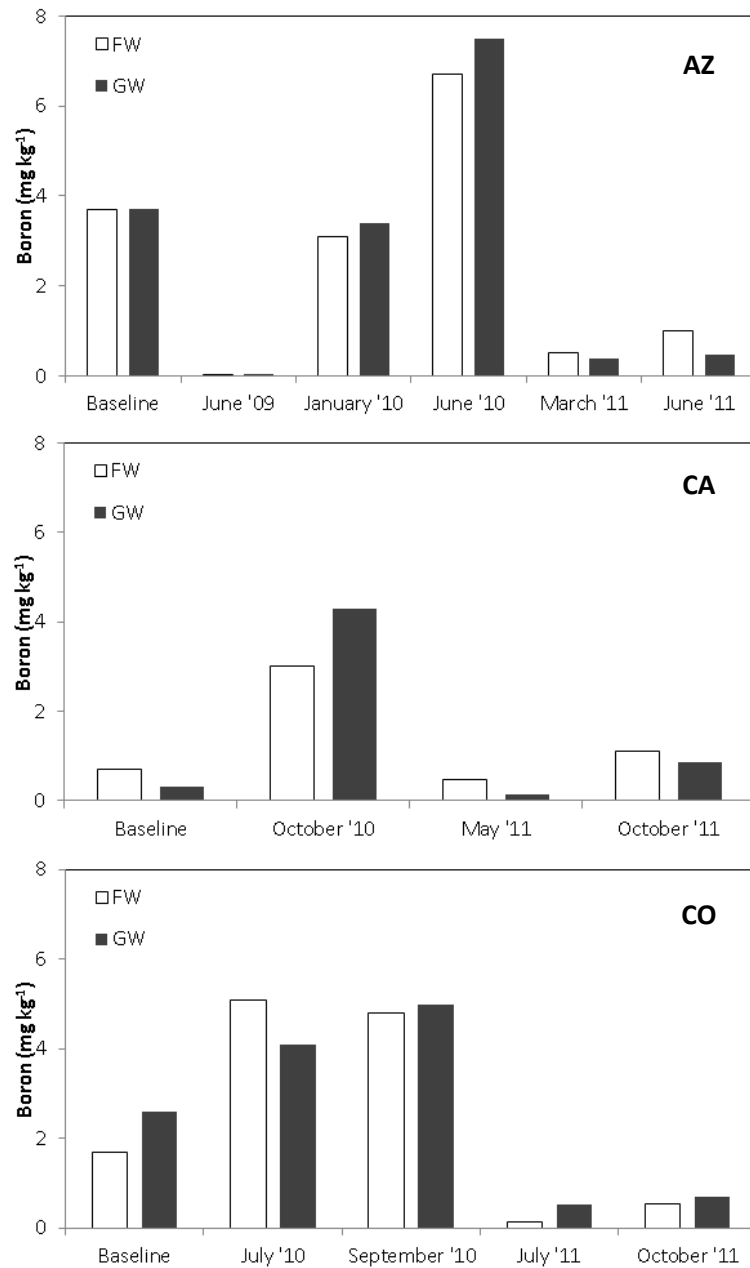 8
6
4
2
0
Boron (mg kg⁻¹)
FW
GW
AZ
Baseline June '09 January '10 June '10 March '11 June '11
8
6
4
2
0
Boron (mg kg⁻¹)
FW
GW
CA
Baseline October '10 May '11 October '11
8
6
4
2
0
Boron (mg kg⁻¹)
FW
GW
CO
Baseline July '10 September '10 July '11 October '11